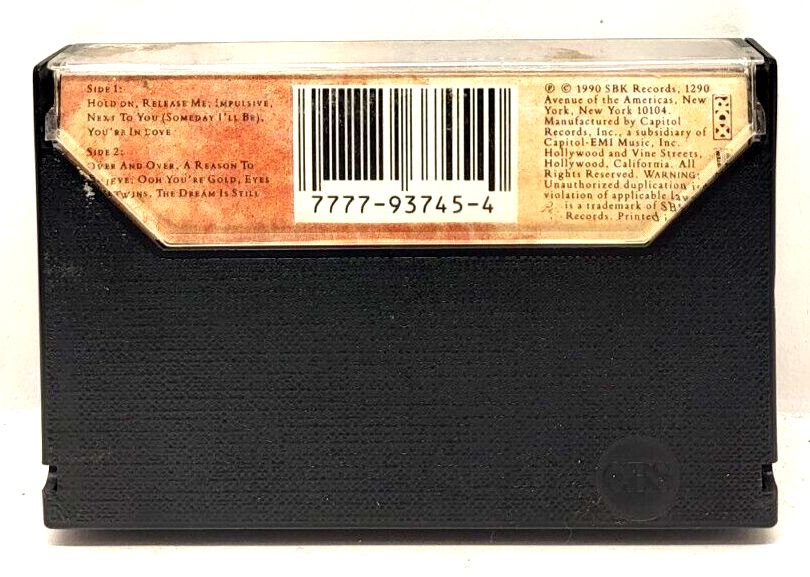 SIDE 1:
HOLD ON, RELEASE ME, IMPULSIVE,
NEXT TO YOU (SOMEDAY I'LL BE),
YOU'RE IN LOVE
SIDE 2:
OVER AND OVER, A REASON TO
OOH YOU'RE GOLD, EYES
TWINS, THE DREAM IS STILL
7777-93745-4
℗ © 1990 SBK Records, 1290
Avenue of the Americas, New
York, New York 10104.
Manufactured by Capitol
Records, Inc., a subsidiary of
Capitol-EMI Music, Inc.
Hollywood and Vine Streets,
Hollywood, California. All
Rights Reserved. WARNING:
Unauthorized duplication is
violation of applicable
is a trademark of SB
Records. Printed